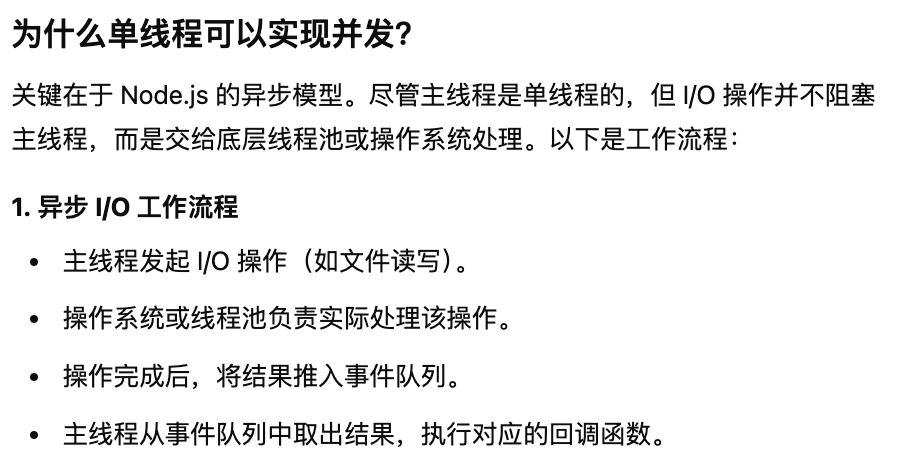 为什么单线程可以实现并发？
关键在于 Node.js 的异步模型。尽管主线程是单线程的，但 I/O 操作并不阻塞
主线程，而是交给底层线程池或操作系统处理。以下是工作流程：
1. 异步 I/O 工作流程
• 主线程发起 I/O 操作（如文件读写）。
• 操作系统或线程池负责实际处理该操作。
• 操作完成后，将结果推入事件队列。
• 主线程从事件队列中取出结果，执行对应的回调函数。